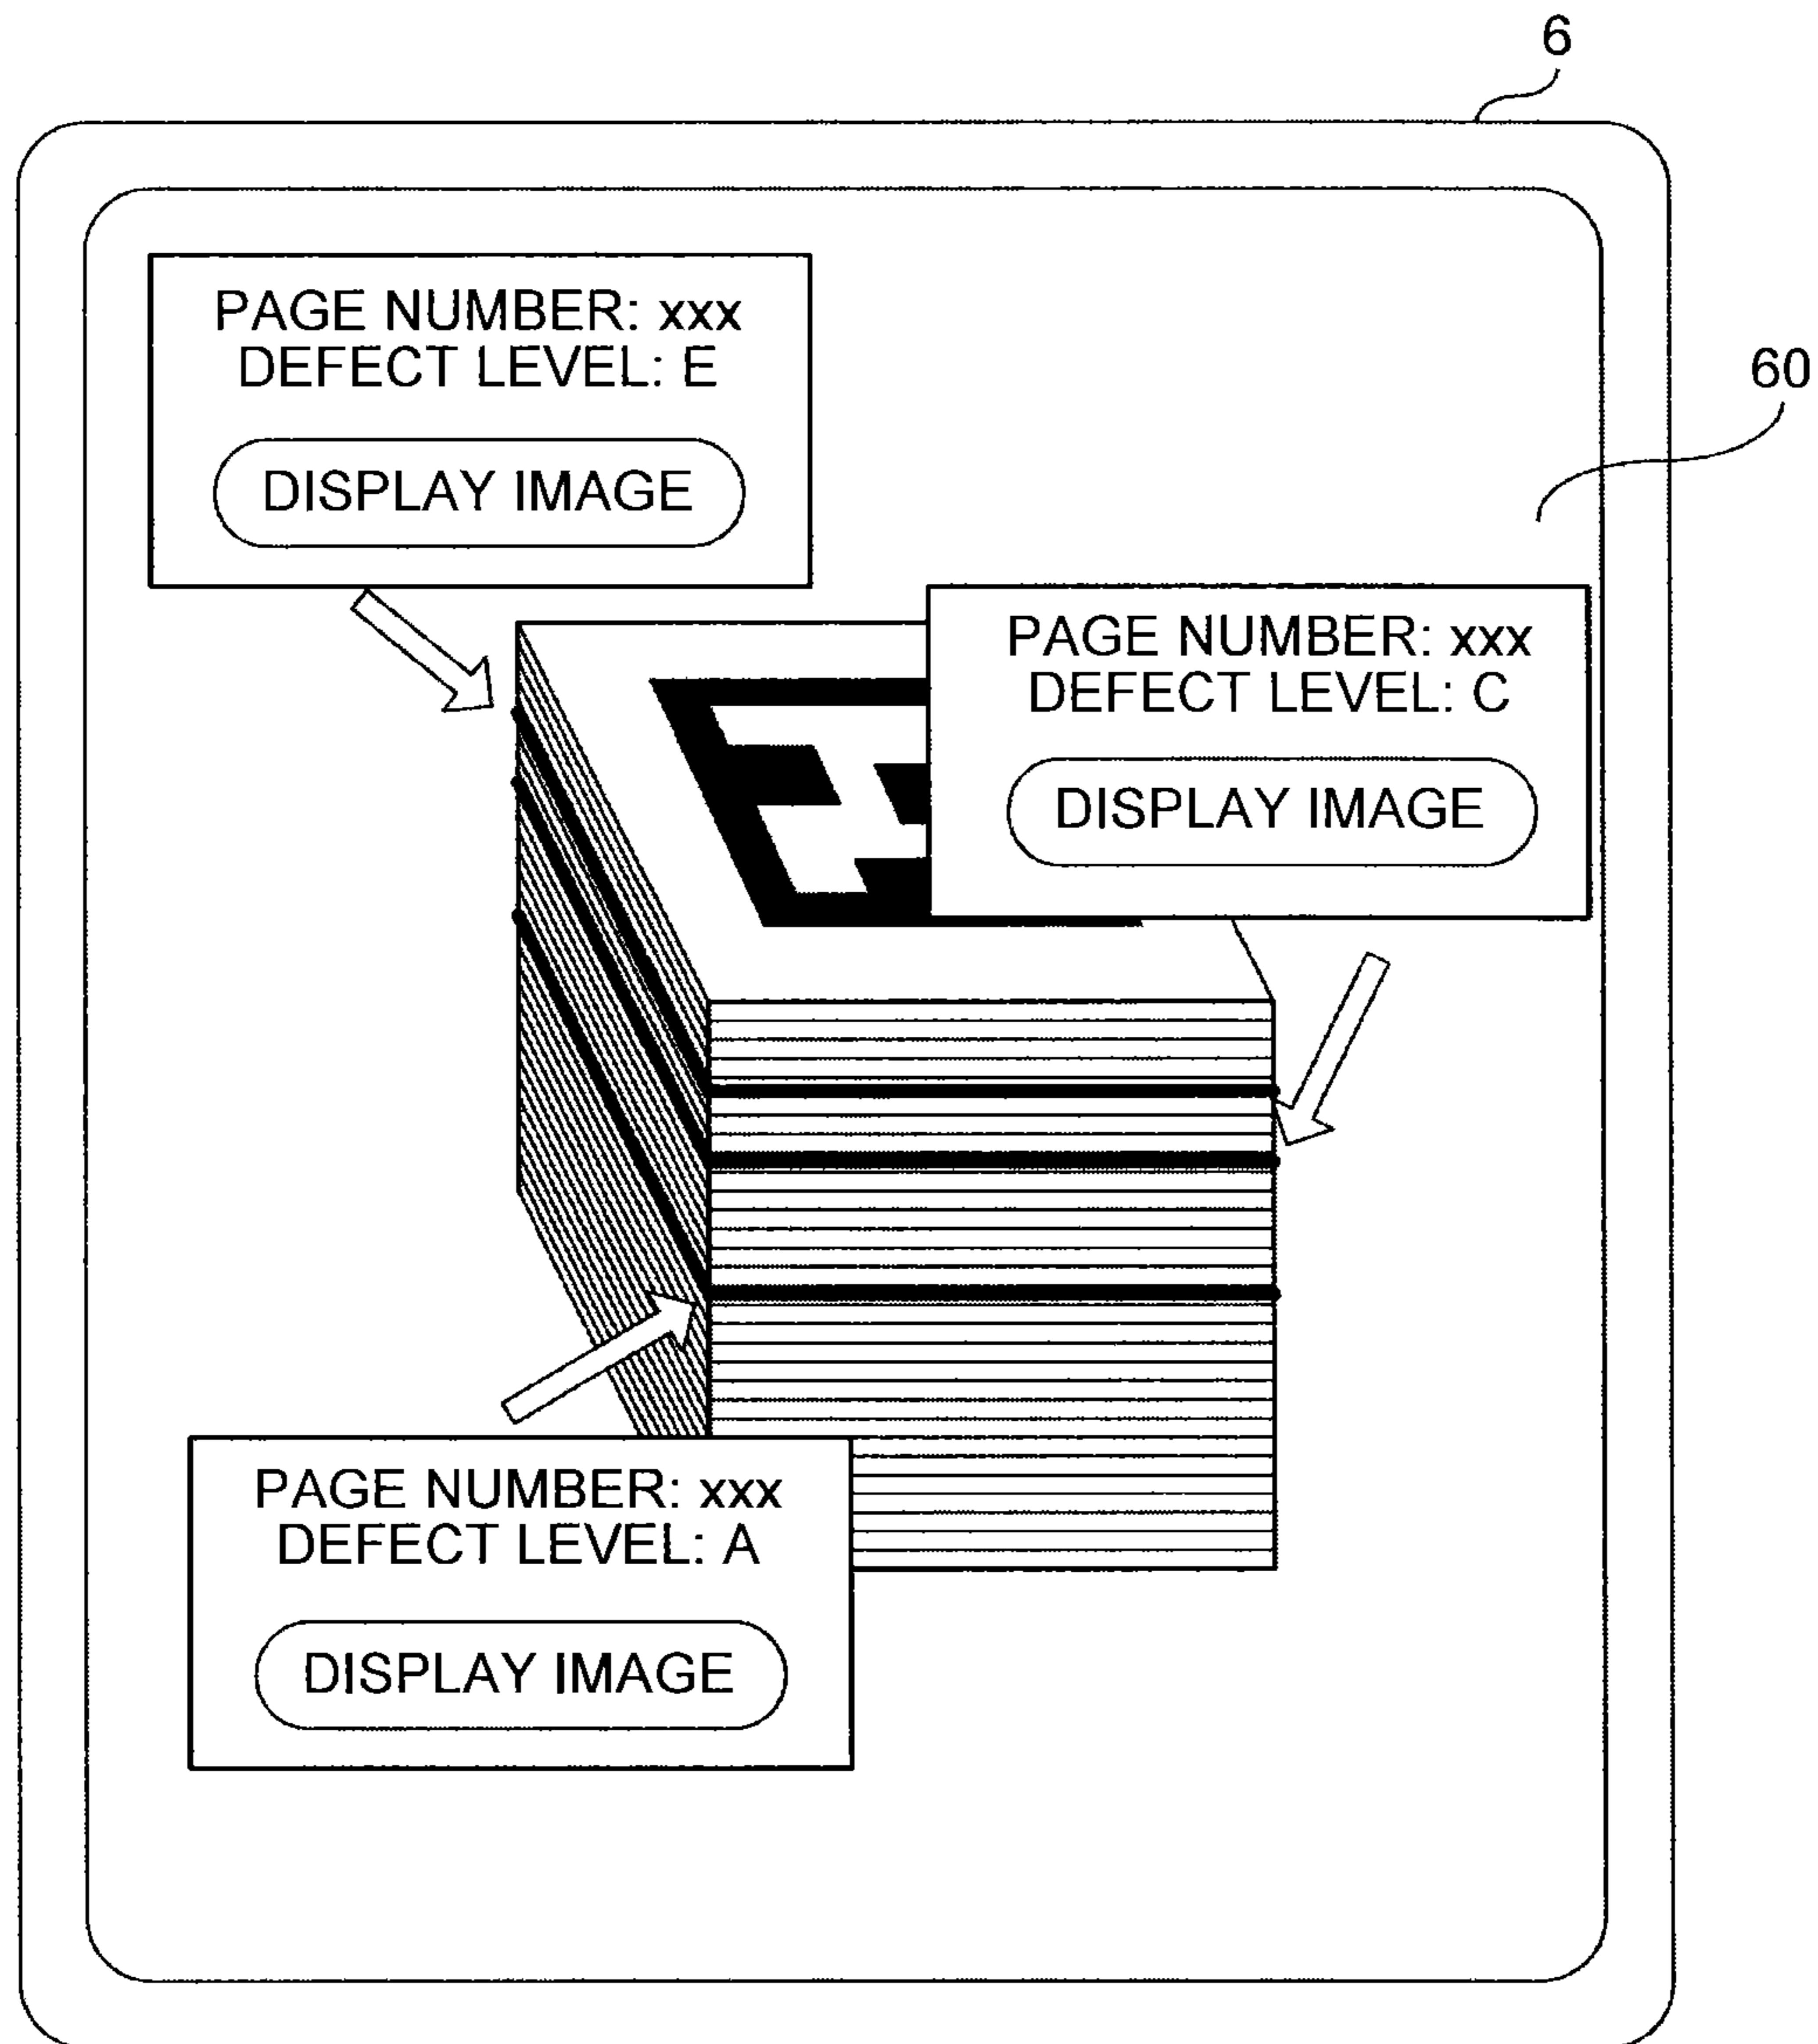 6
60
PAGE NUMBER: xxx
DEFECT LEVEL: E
DISPLAY IMAGE
PAGE NUMBER: xxx
DEFECT LEVEL: C
DISPLAY IMAGE
PAGE NUMBER: xxx
DEFECT LEVEL: A
DISPLAY IMAGE